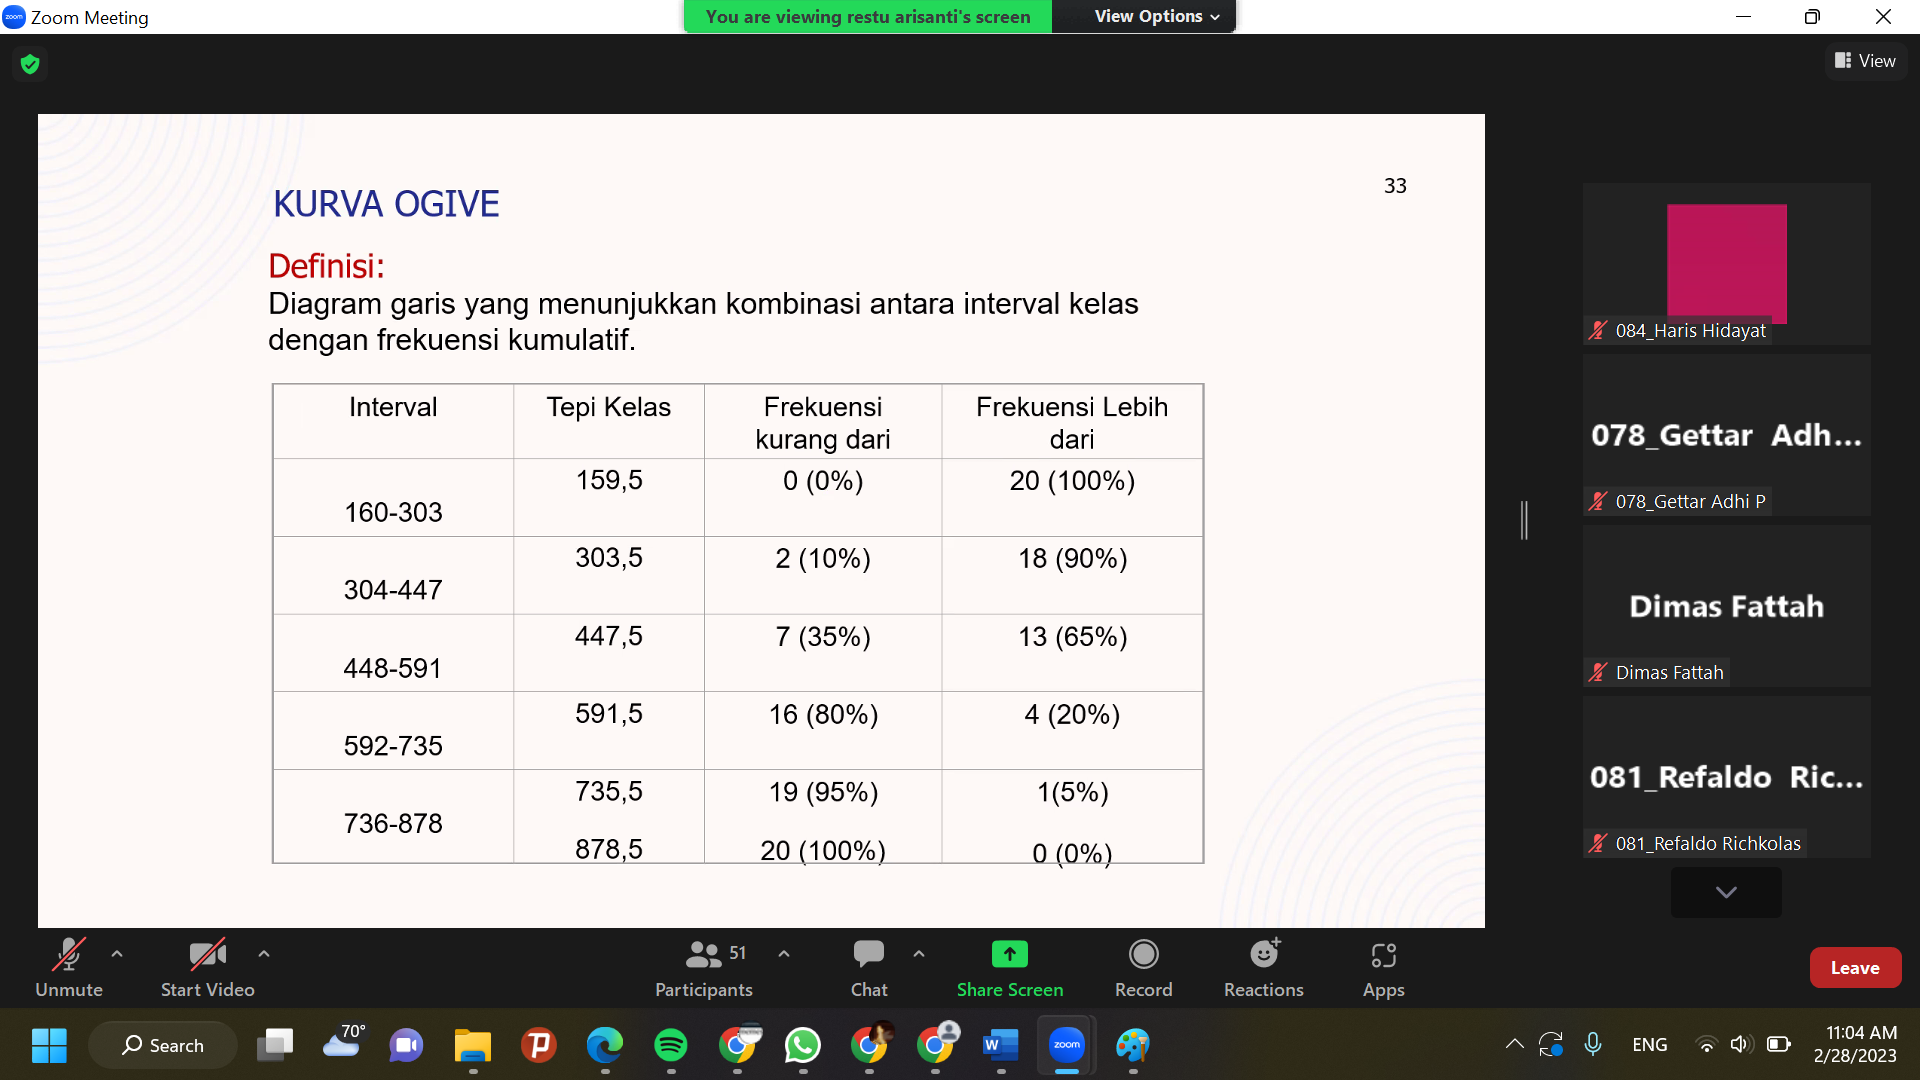 zoom
Zoom Meeting
You are viewing restu arisanti's screen
View Options
View
33
KURVA OGIVE
Definisi:
Diagram garis yang menunjukkan kombinasi antara interval kelas
dengan frekuensi kumulatif.
Interval
Tepi Kelas
Frekuensi
kurang dari
Frekuensi Lebih
dari
160-303
159,5
0 (0%)
20 (100%)
304-447
303,5
2 (10%)
18 (90%)
448-591
447,5
7 (35%)
13 (65%)
592-735
591,5
16 (80%)
4 (20%)
736-878
735,5
19 (95%)
1(5%)
878,5
20 (100%)
0 (0%)
084_Haris Hidayat
078_Gettar Adh...
078_Gettar Adhi P
Dimas Fattah
Dimas Fattah
081_Refaldo Ric...
081_Refaldo Richkolas
Unmute
Start Video
51
Participants
Chat
Share Screen
Record
Reactions
Apps
Leave
Search
70°
W
zoom
ENG
11:04 AM
2/28/2023